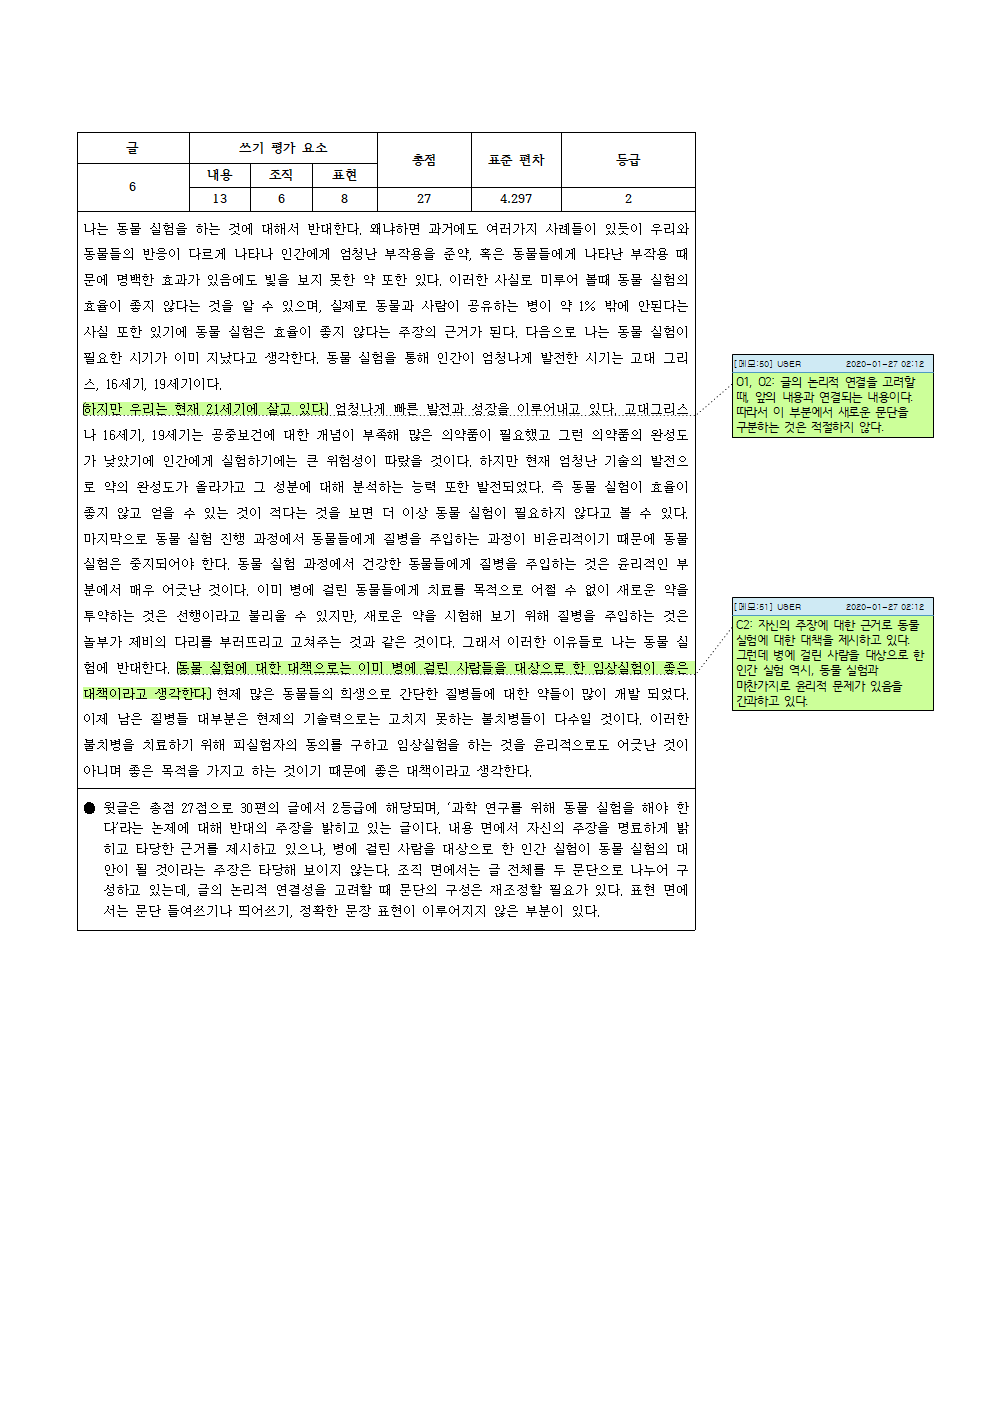 글 쓰기 평가 요소 총점 표준 편차 등급
내용 조직 표현
6 13 6 8 27 4.297 2
나는 동물 실험을 하는 것에 대해서 반대한다. 왜냐하면 과거에도 여러가지 사례들이 있듯이 우리와
동물들의 반응이 다르게 나타나 인간에게 엄청난 부작용을 준약, 혹은 동물들에게 나타난 부작용 때
문에 명백한 효과가 있음에도 빛을 보지 못한 약 또한 있다. 이러한 사실로 미루어 볼때 동물 실험의
효율이 좋지 않다는 것을 알 수 있으며, 실제로 동물과 사람이 공유하는 병이 약 1% 밖에 안된다는
사실 또한 있기에 동물 실험은 효율이 좋지 않다는 주장의 근거가 된다. 다음으로 나는 동물 실험이
필요한 시기가 이미 지났다고 생각한다. 동물 실험을 통해 인간이 엄청나게 발전한 시기는 고대 그리
스, 16세기, 19세기이다.
하지만 우리는 현재 21세기에 살고 있다. 엄청나게 빠른 발전과 성장을 이루어내고 있다. 고대그리스
나 16세기, 19세기는 공중보건에 대한 개념이 부족해 많은 의약품이 필요했고 그런 의약품의 완성도
가 낮았기에 인간에게 실험하기에는 큰 위험성이 따랐을 것이다. 하지만 현재 엄청난 기술의 발전으
로 약의 완성도가 올라가고 그 성분에 대해 분석하는 능력 또한 발전되었다. 즉 동물 실험이 효율이
좋지 않고 얻을 수 있는 것이 적다는 것을 보면 더 이상 동물 실험이 필요하지 않다고 볼 수 있다.
마지막으로 동물 실험 진행 과정에서 동물들에게 질병을 주입하는 과정이 비윤리적이기 때문에 동물
실험은 중지되어야 한다. 동물 실험 과정에서 건강한 동물들에게 질병을 주입하는 것은 윤리적인 부
분에서 매우 어긋난 것이다. 이미 병에 걸린 동물들에게 치료를 목적으로 어쩔 수 없이 새로운 약을
투약하는 것은 선행이라고 불리울 수 있지만, 새로운 약을 시험해 보기 위해 질병을 주입하는 것은
놀부가 제비의 다리를 부러뜨리고 고쳐주는 것과 같은 것이다. 그래서 이러한 이유들로 나는 동물 실
험에 반대한다. 동물 실험에 대한 대책으로는 이미 병에 걸린 사람들을 대상으로 한 임상실험이 좋은
대책이라고 생각한다. 현제 많은 동물들의 희생으로 간단한 질병들에 대한 약들이 많이 개발 되었다.
이제 남은 질병들 대부분은 현재의 기술력으로는 고치지 못하는 불치병들이 다수일 것이다. 이러한
불치병을 치료하기 위해 피실험자의 동의를 구하고 임상실험을 하는 것을 윤리적으로도 어긋난 것이
아니며 좋은 목적을 가지고 하는 것이기 때문에 좋은 대책이라고 생각한다.
● 윗글은 총점 27점으로 30편의 글에서 2등급에 해당되며, ‘과학 연구를 위해 동물 실험을 해야 한
다’라는 논제에 대해 반대의 주장을 밝히고 있는 글이다. 내용 면에서 자신의 주장을 명료하게 밝
히고 타당한 근거를 제시하고 있으나, 병에 걸린 사람을 대상으로 한 인간 실험이 동물 실험의 대
안이 될 것이라는 주장은 타당해 보이지 않는다. 조직 면에서는 글 전체를 두 문단으로 나누어 구
성하고 있는데, 글의 논리적 연결성을 고려할 때 문단의 구성은 재조정할 필요가 있다. 표현 면에
서는 문단 들여쓰기나 띄어쓰기, 정확한 문장 표현이 이루어지지 않은 부분이 있다.
[메모:50] USER 2020-01-27 02:12
O1, O2: 글의 논리적 연결을 고려할
때, 앞의 내용과 연결되는 내용이다.
따라서 이 부분에서 새로운 문단을
구분하는 것은 적절하지 않다.
[메모:51] USER 2020-01-27 02:12
C2: 자신의 주장에 대한 근거로 동물
실험에 대한 대책을 제시하고 있다.
그런데 병에 걸린 사람을 대상으로 한
인간 실험 역시, 동물 실험과
마찬가지로 윤리적 문제가 있음을
간과하고 있다.